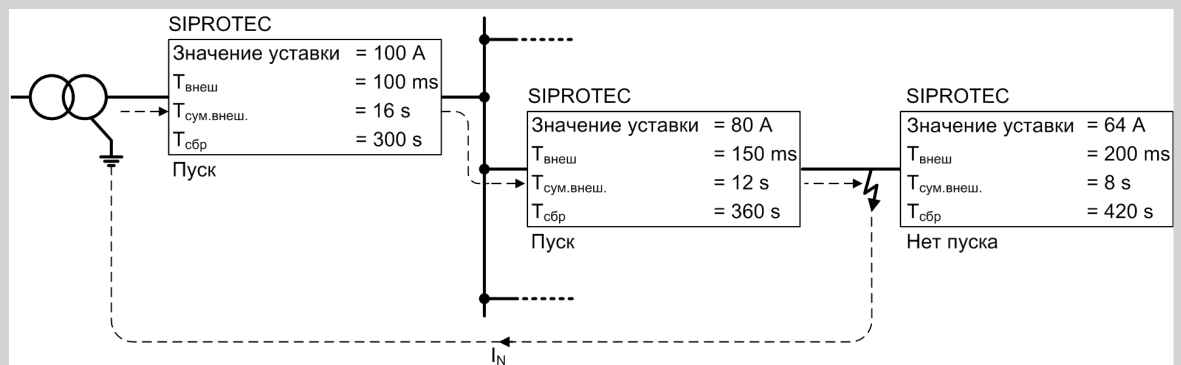 SIPROTEC
Значение уставки = 100 A
Tвнеш = 100 ms
Tсум.внеш. = 16 s
Tсбр = 300 s
Пуск
SIPROTEC
Значение уставки = 80 A
Tвнеш = 150 ms
Tсум.внеш. = 12 s
Tсбр = 360 s
Пуск
SIPROTEC
Значение уставки = 64 A
Tвнеш = 200 ms
Tсум.внеш. = 8 s
Tсбр = 420 s
Нет пуска
IN